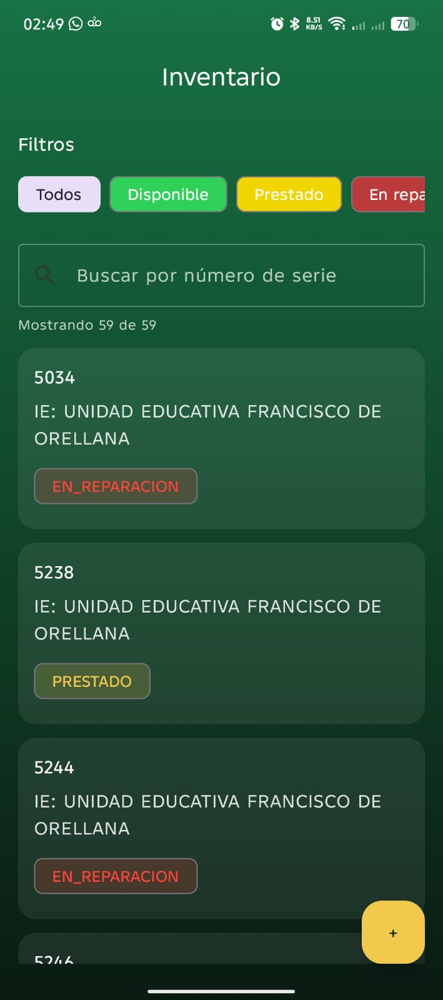 02:49
8.51
KB/S
70
Inventario
Filtros
Todos Disponible Prestado En repa
Buscar por número de serie
Mostrando 59 de 59
5034
IE: UNIDAD EDUCATIVA FRANCISCO DE
ORELLANA
EN_REPARACION
5238
IE: UNIDAD EDUCATIVA FRANCISCO DE
ORELLANA
PRESTADO
5244
IE: UNIDAD EDUCATIVA FRANCISCO DE
ORELLANA
EN_REPARACION
+
5246